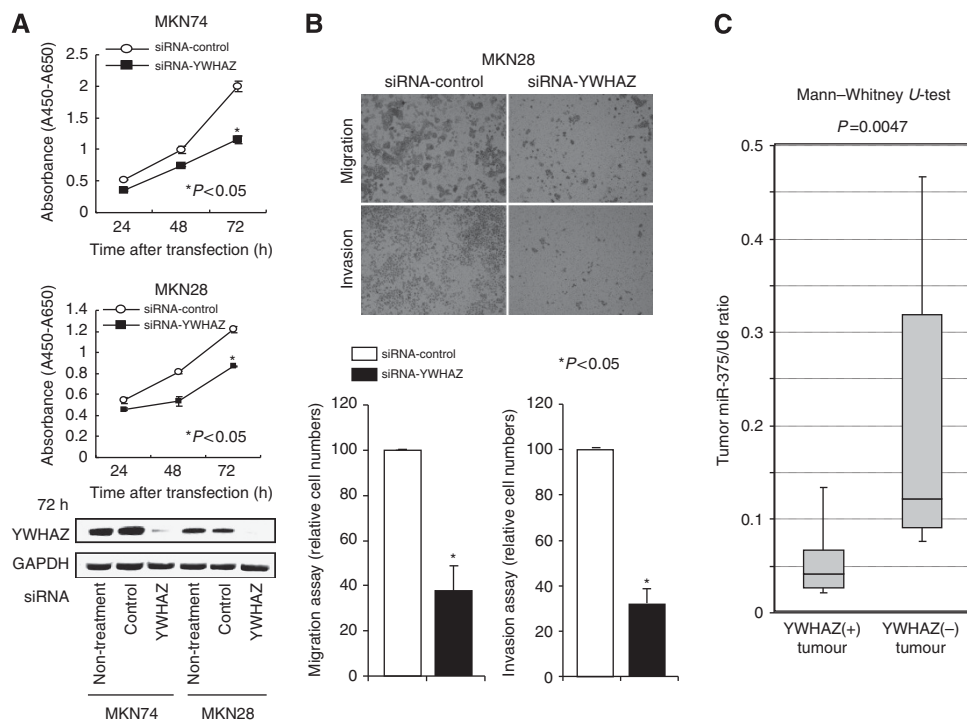 A
MKN74
Absorbance (A450-A650)
2.5
2
1.5
1
0.5
0
siRNA-control
siRNA-YWHAZ
*
*P<0.05
24 48 72
Time after transfection (h)
MKN28
Absorbance (A450-A650)
1.4
1.2
1.0
0.8
0.6
0.4
0.2
0
siRNA-control
siRNA-YWHAZ
*
*P<0.05
24 48 72
Time after transfection (h)
72 h
YWHAZ
GAPDH
siRNA
Non-treatment
Control
YWHAZ
Non-treatment
Control
YWHAZ
MKN74 MKN28
B
MKN28
siRNA-control siRNA-YWHAZ
Migration
Invasion
siRNA-control
siRNA-YWHAZ
*P<0.05
Migration assay (relative cell numbers)
120
100
80
60
40
20
0
*
Invasion assay (relative cell numbers)
120
100
80
60
40
20
0
*
C
Mann–Whitney U-test
P=0.0047
Tumor miR-375/U6 ratio
0.5
0.4
0.3
0.2
0.1
0
YWHAZ(+) tumour
YWHAZ(–) tumour